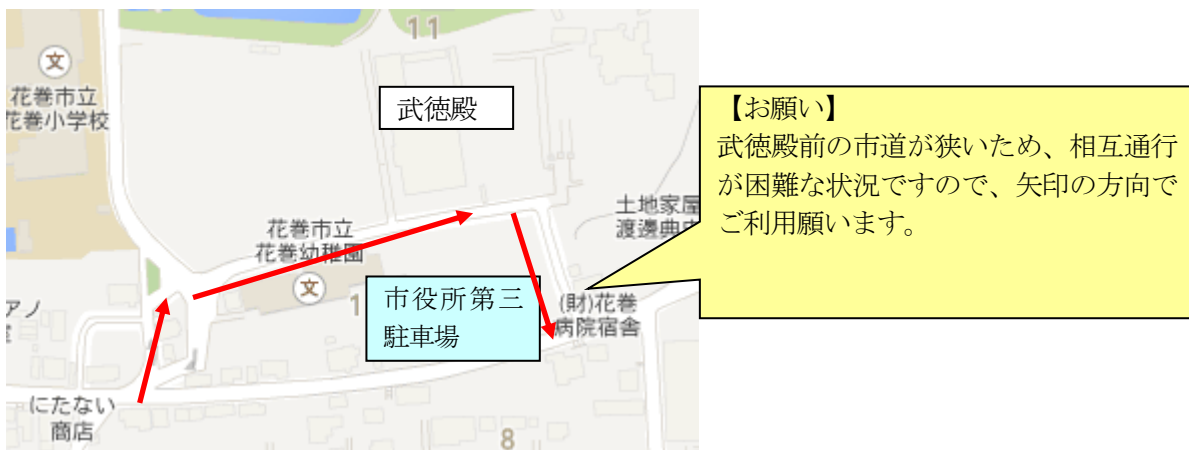 11
文
花巻市立
花巻小学校
武徳殿
【お願い】
武徳殿前の市道が狭いため、相互通行
が困難な状況ですので、矢印の方向で
ご利用願います。
土地家屋
渡邊典
花巻市立
花巻幼稚園
文
1
市役所第三
駐車場
(財)花巻
病院宿舎
アノ
にたない
商店
8